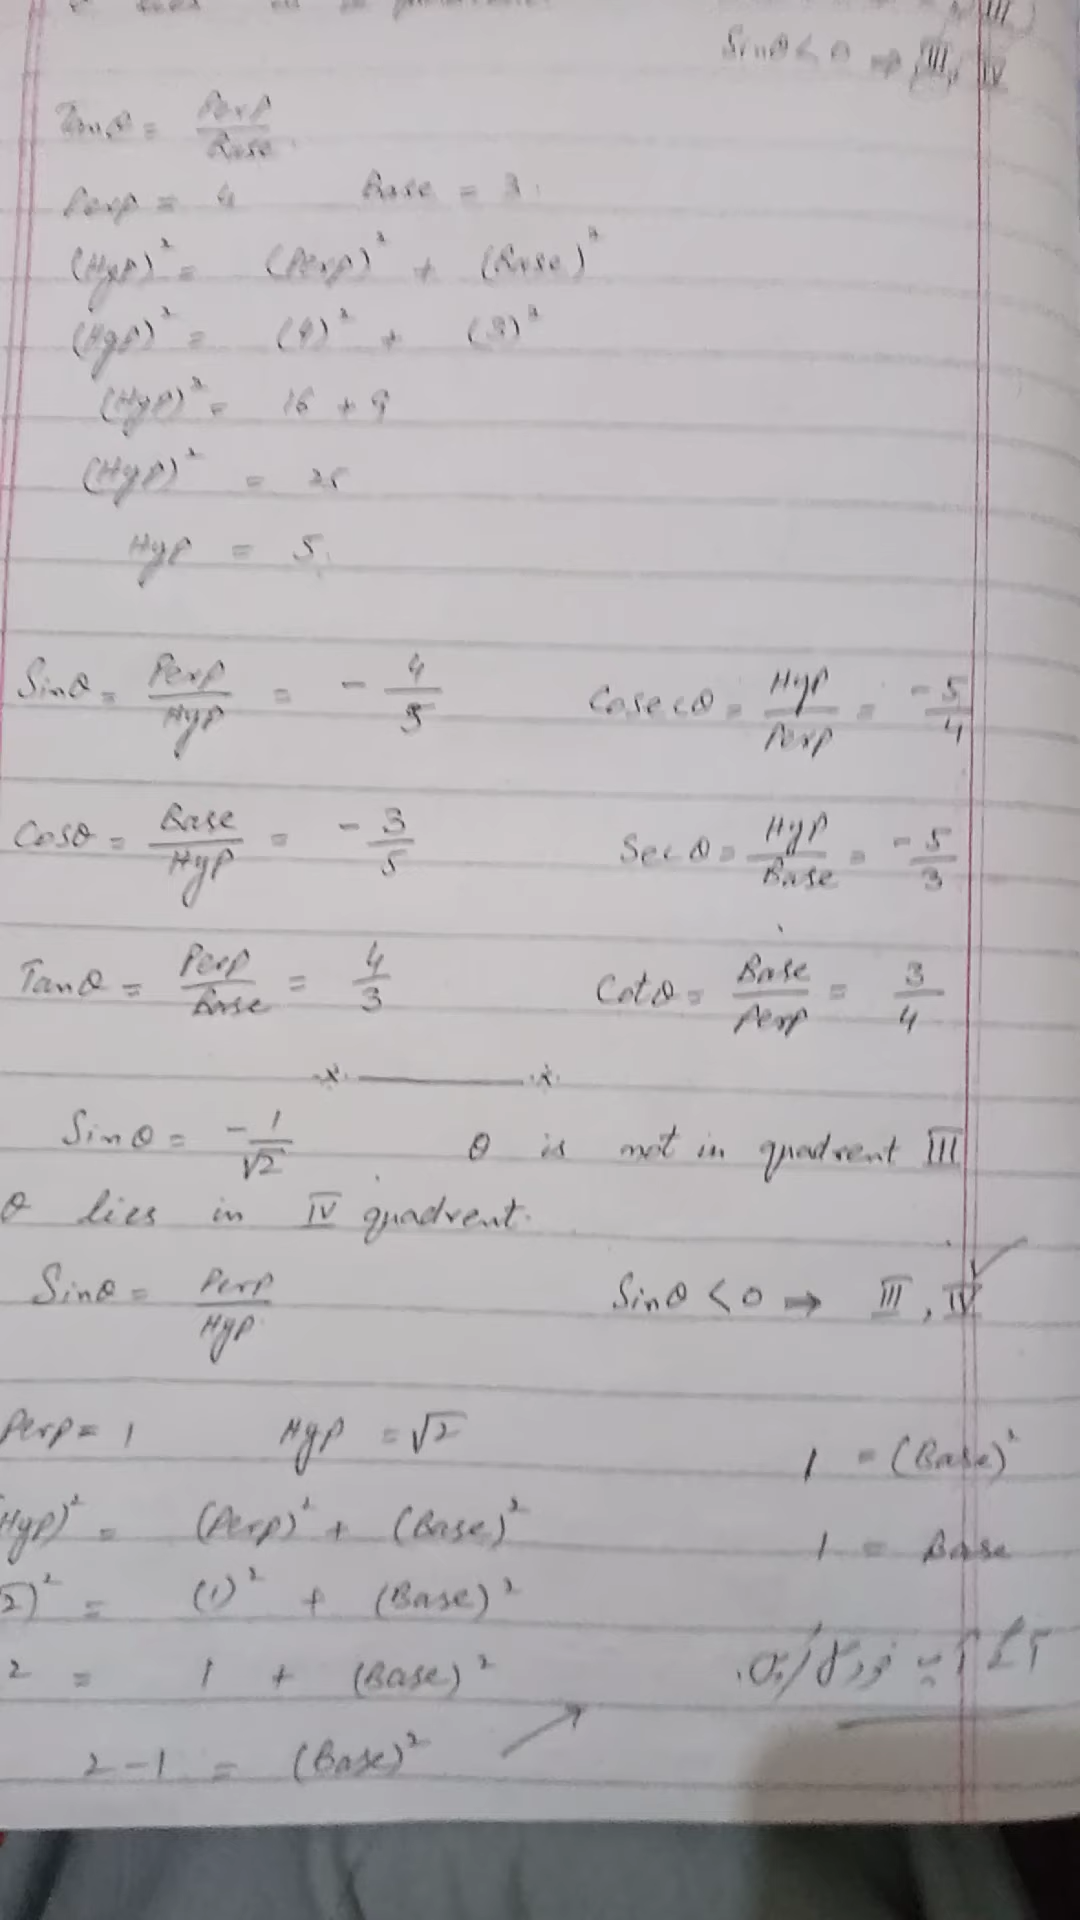 Sinθ < 0 ⇒ III, IV
Tanθ = Perp/Base
Perp = 4 Base = 3
(Hyp)² = (Perp)² + (Base)²
(Hyp)² = (4)² + (3)²
(Hyp)² = 16 + 9
(Hyp)² = 25
Hyp = 5
Sinθ = Perp/Hyp = -4/5 Cosecθ = Hyp/Perp = -5/4
Cosθ = Base/Hyp = -3/5 Secθ = Hyp/Base = -5/3
Tanθ = Perp/Base = 4/3 Cotθ = Base/Perp = 3/4
Sinθ = -1/√2 θ is not in quadrent III
θ lies in IV quadrent.
Sinθ = Perp/Hyp Sinθ < 0 ⇒ III, IV ✓
Perp = 1 Hyp = √2
Hyp)² = (Perp)² + (Base)²
2)² = (1)² + (Base)²
2 = 1 + (Base)²
2 - 1 = (Base)² ↗
1 = (Base)²
1 = Base